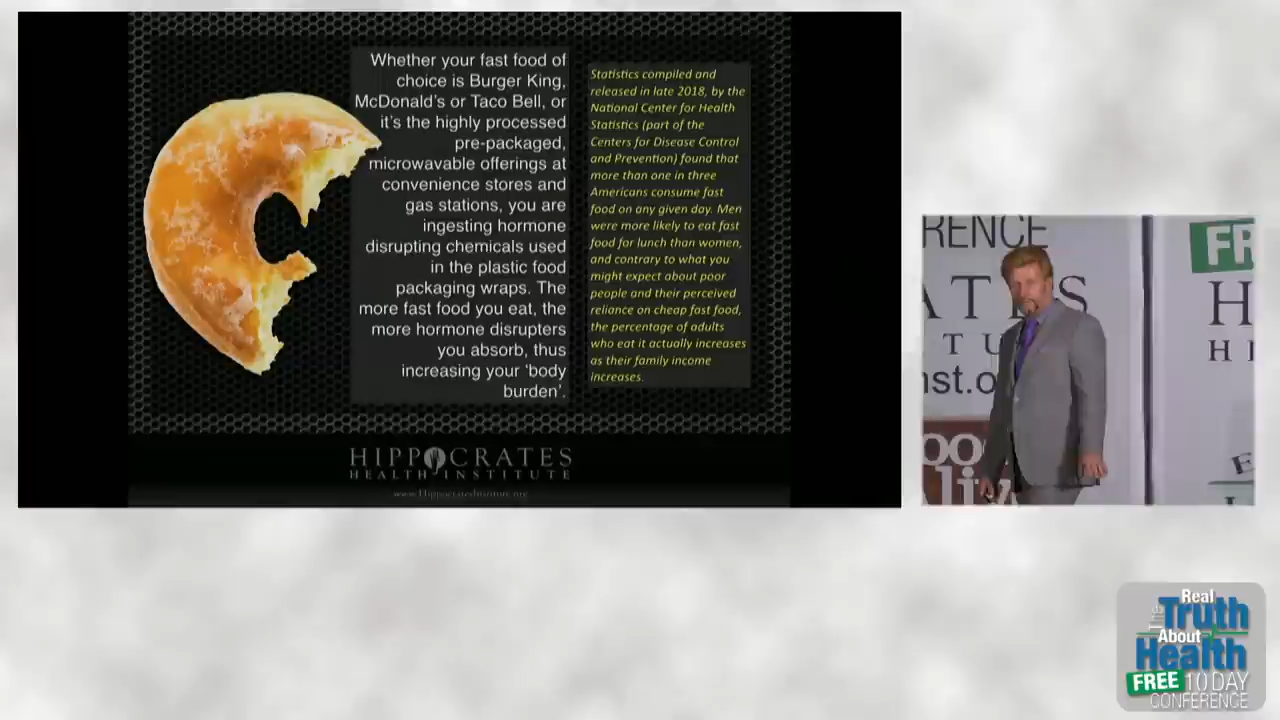 Whether your fast food of
choice is Burger King,
McDonald's or Taco Bell, or
it's the highly processed
pre-packaged,
microwavable offerings at
convenience stores and
gas stations, you are
ingesting hormone
disrupting chemicals used
in the plastic food
packaging wraps. The
more fast food you eat, the
more hormone disrupters
you absorb, thus
increasing your 'body
burden'.
Statistics compiled and
released in late 2018, by the
National Center for Health
Statistics (part of the
Centers for Disease Control
and Prevention) found that
more than one in three
Americans consume fast
food on any given day. Men
were more likely to eat fast
food for lunch than women,
and contrary to what you
might expect about poor
people and their perceived
reliance on cheap fast food,
the percentage of adults
who eat it actually increases
as their family income
increases.
HIPPOCRATES
HEALTH INSTITUTE
RENCE
ATES
TU
nst.o
FR
H
HI
The Real
Truth
About
Health
FREE 10 DAY
CONFERENCE